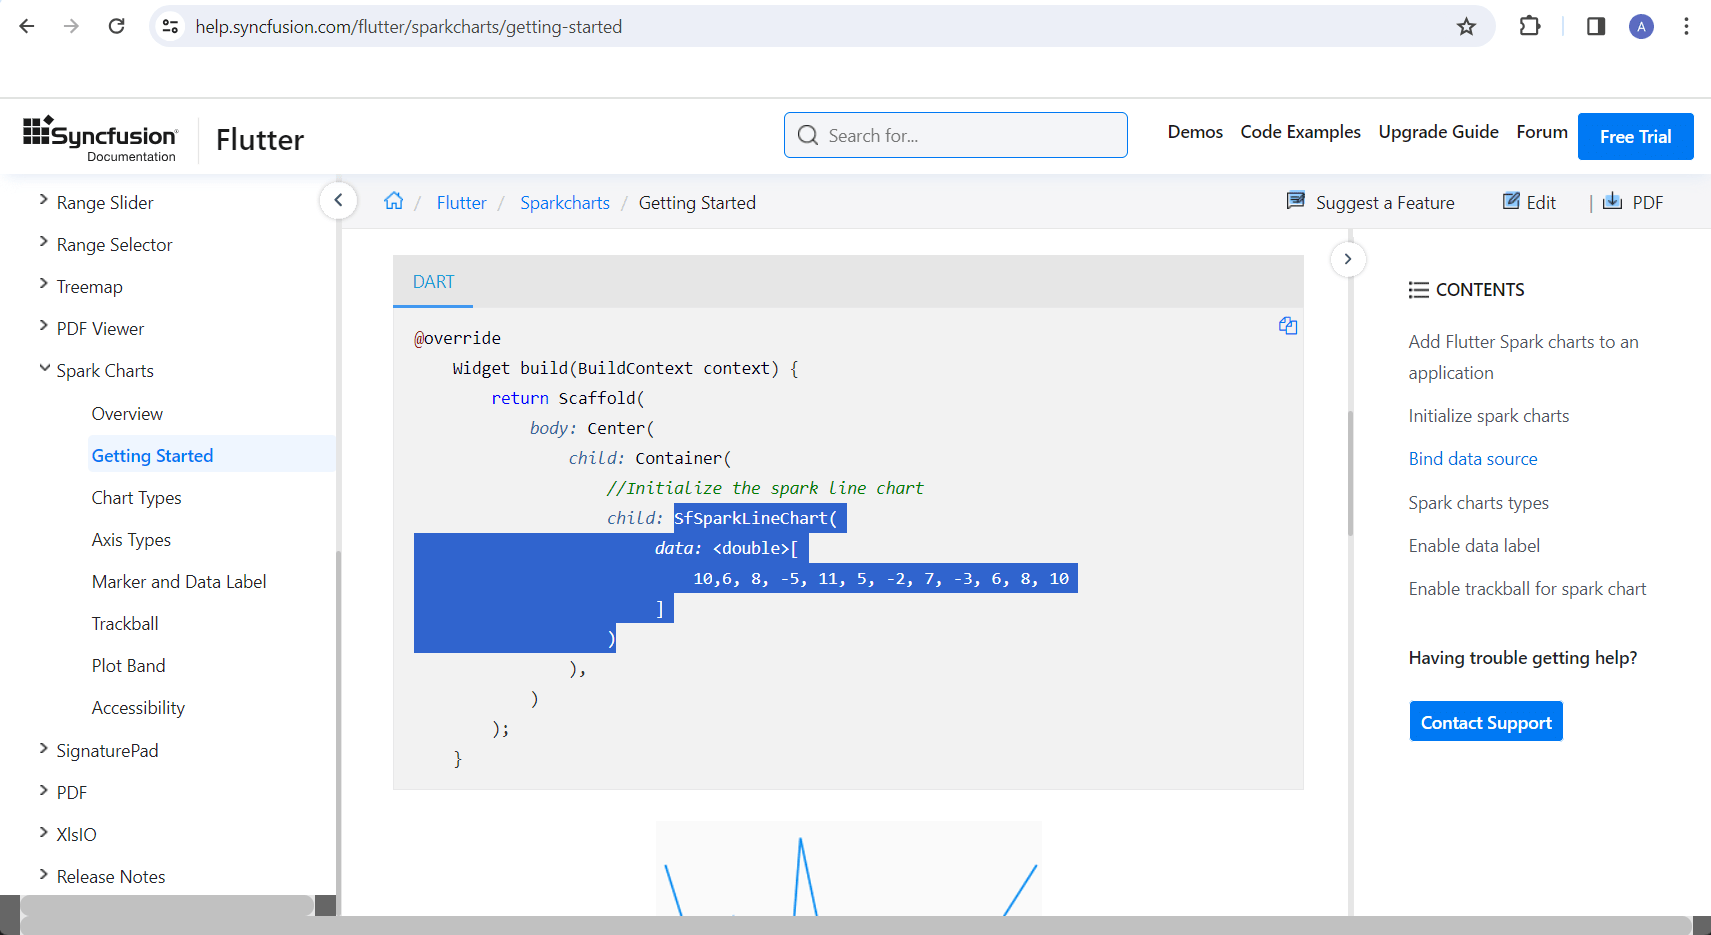 help.syncfusion.com/flutter/sparkcharts/getting-started
A
Syncfusion
Documentation
Flutter
Search for...
Demos
Code Examples
Upgrade Guide
Forum
Free Trial
Range Slider
Range Selector
Treemap
PDF Viewer
Spark Charts
Overview
Getting Started
Chart Types
Axis Types
Marker and Data Label
Trackball
Plot Band
Accessibility
SignaturePad
PDF
XlsIO
Release Notes
/ Flutter / Sparkcharts / Getting Started
Suggest a Feature
Edit
| PDF
DART
@override
Widget build(BuildContext context) {
return Scaffold(
body: Center(
child: Container(
//Initialize the spark line chart
child: SfSparkLineChart(
data: <double>[
10,6, 8, -5, 11, 5, -2, 7, -3, 6, 8, 10
]
)
),
)
);
}
CONTENTS
Add Flutter Spark charts to an
application
Initialize spark charts
Bind data source
Spark charts types
Enable data label
Enable trackball for spark chart
Having trouble getting help?
Contact Support